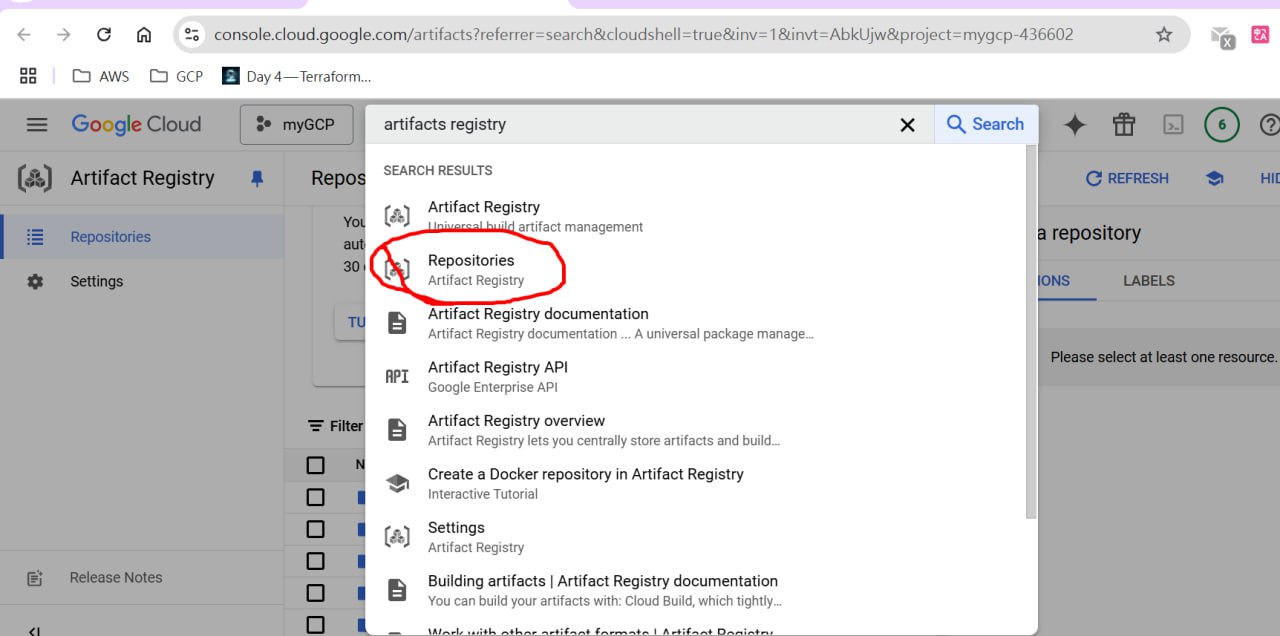 console.cloud.google.com/artifacts?referrer=search&cloudshell=true&inv=1&invt=AbkUjw&project=mygcp-436602
X
AWS
GCP
Day 4—Terraform...
Google Cloud
myGCP
artifacts registry
Search
6
Artifact Registry
Repos
REFRESH
HID
Repositories
Settings
Release Notes
You
aut
30
TU
Filter
N
SEARCH RESULTS
Artifact Registry
Universal build artifact management
Repositories
Artifact Registry
Artifact Registry documentation
Artifact Registry documentation ... A universal package manage...
API
Artifact Registry API
Google Enterprise API
Artifact Registry overview
Artifact Registry lets you centrally store artifacts and build...
Create a Docker repository in Artifact Registry
Interactive Tutorial
Settings
Artifact Registry
Building artifacts | Artifact Registry documentation
You can build your artifacts with: Cloud Build, which tightly...
Work with other artifact formats | Artifact Registry
a repository
IONS
LABELS
Please select at least one resource.